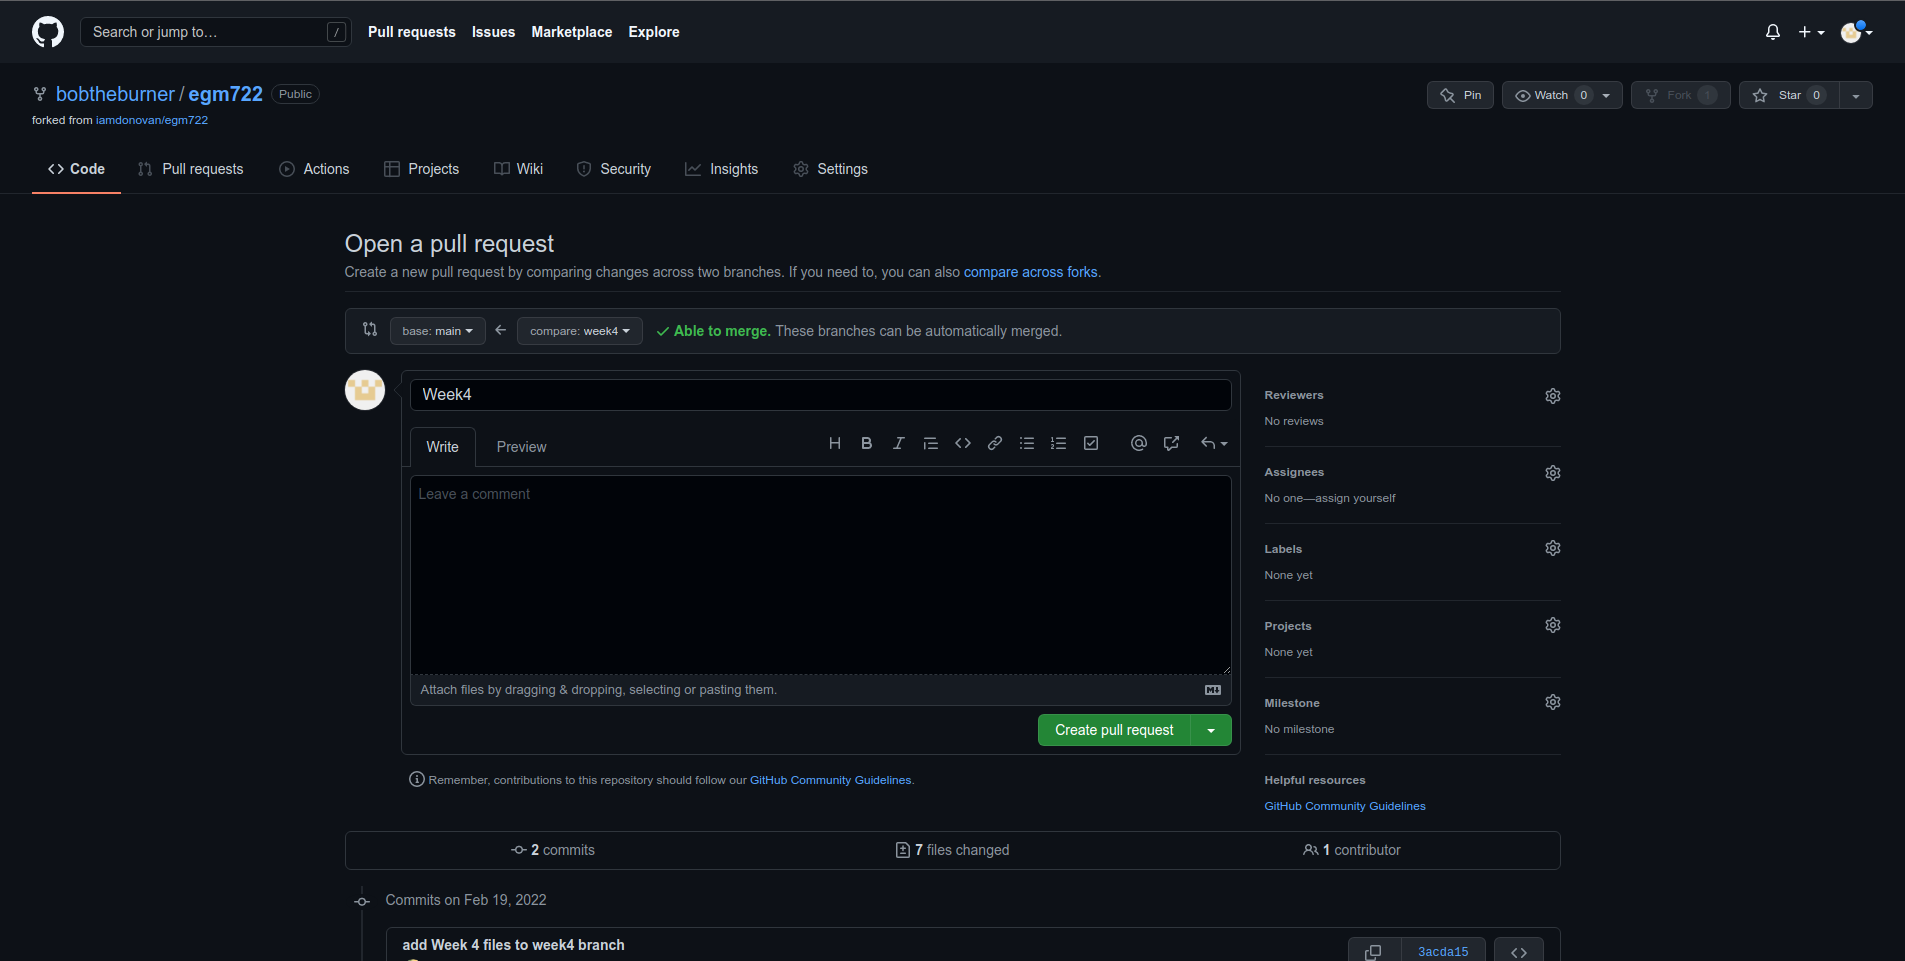 Search or jump to… / Pull requests Issues Marketplace Explore
bobtheburner / egm722 Public Pin Watch 0 Fork 1 Star 0
forked from iamdonovan/egm722
Code Pull requests Actions Projects Wiki Security Insights Settings
Open a pull request
Create a new pull request by comparing changes across two branches. If you need to, you can also compare across forks.
base: main compare: week4 Able to merge. These branches can be automatically merged.
Week4
Write Preview
Leave a comment
Attach files by dragging & dropping, selecting or pasting them.
Create pull request
Remember, contributions to this repository should follow our GitHub Community Guidelines.
Reviewers
No reviews
Assignees
No one—assign yourself
Labels
None yet
Projects
None yet
Milestone
No milestone
Helpful resources
GitHub Community Guidelines
2 commits 7 files changed 1 contributor
Commits on Feb 19, 2022
add Week 4 files to week4 branch 3acda15